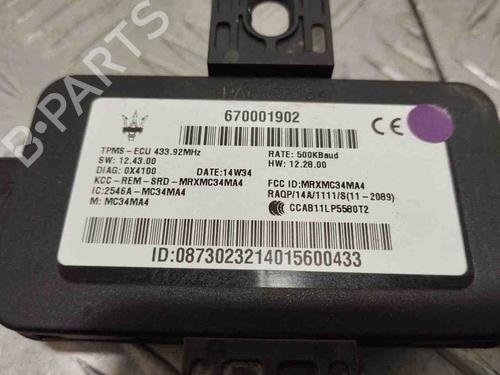 B-PARTS
670001902
CE
TPMS-ECU 433.92MHz RATE: 500KBaud
SW: 12.43.00 HW: 12.28.00
DIAG: 0X4100 DATE:14W34
KCC-REM-SRD-MRXMC34MA4 FCC ID:MRXMC34MA4
IC:2546A-MC34MA4 RAQP/14A/1111/S(11-2089)
M: MC34MA4 CCAB11LP5580T2
ID:0873023214015600433